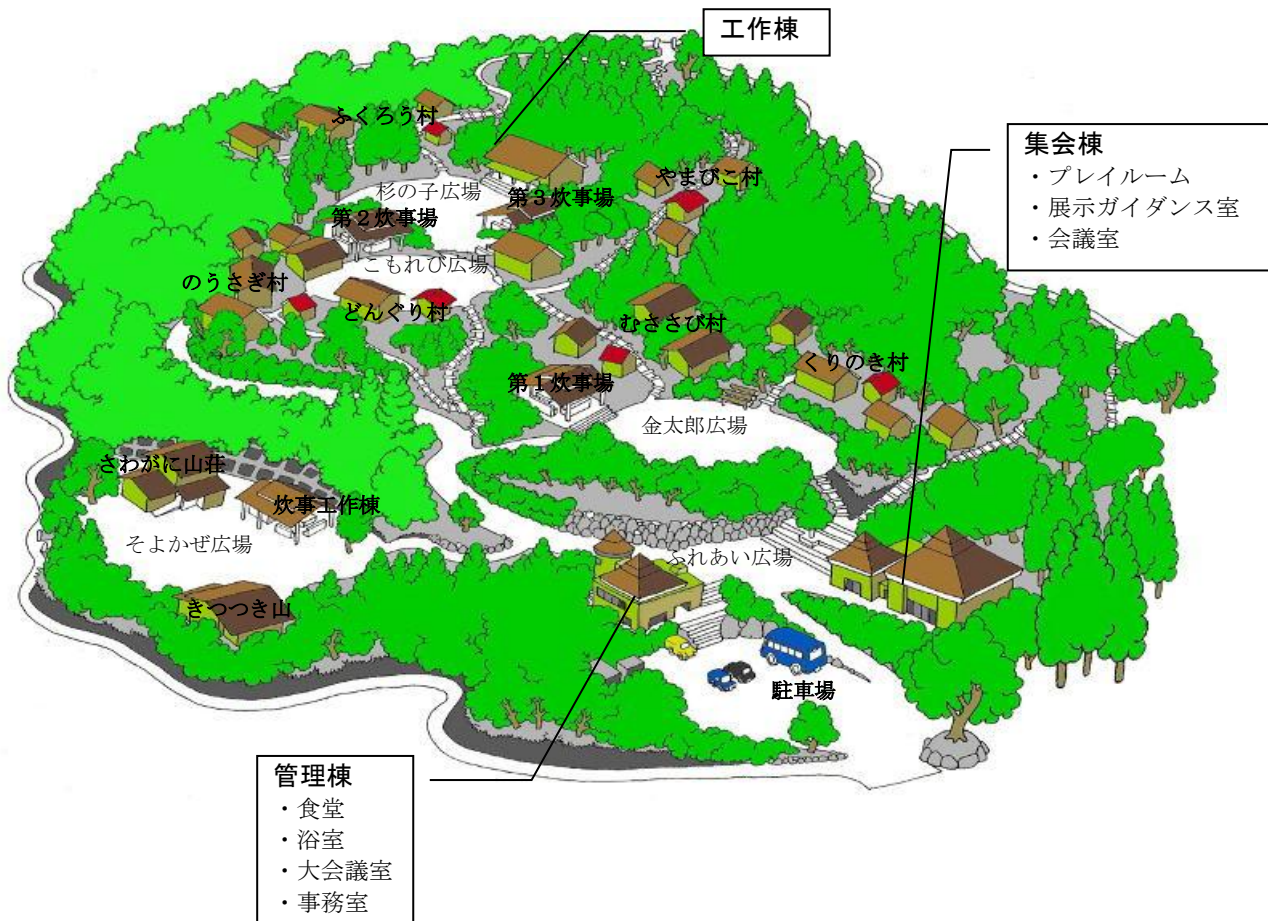 工作棟
集会棟
・プレイルーム
・展示ガイダンス室
・会議室
ふくろう村
やまびこ村
杉の子広場
第3炊事場
第2炊事場
こもれび広場
のうさぎ村
どんぐり村
むささび村
くりのき村
第1炊事場
金太郎広場
さわがに山荘
炊事工作棟
そよかぜ広場
ふれあい広場
きつつき山
駐車場
管理棟
・食堂
・浴室
・大会議室
・事務室